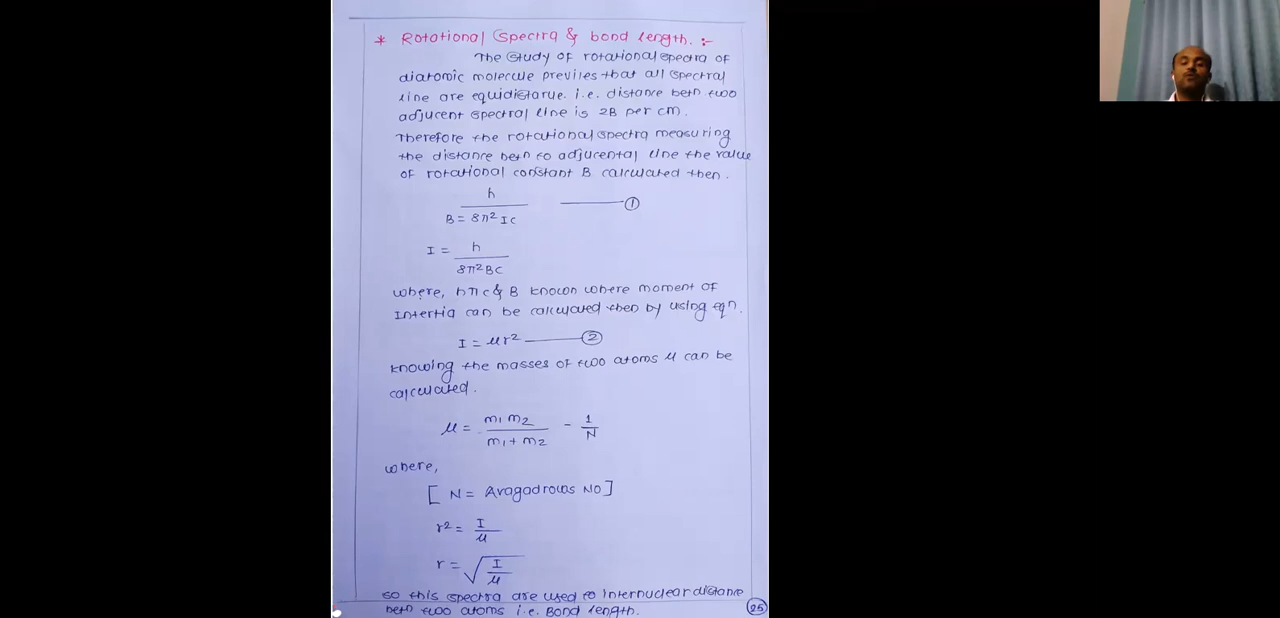 * Rotational Spectra & bond length. :-
The study of rotational spectra of
diatomic molecule previles that all spectral
line are equidistarye. i.e. distance betn two
adjucent spectral line is 2B per cm.
Therefore the rotational spectra measuring
the distance betn to adjucental line the value
of rotational constant B calculated then.
h
B = 8π² Ic ——— ①
I = h
8π²BC
where, h π c & B known where moment of
Intertia can be calculated then by using eqn.
I = μr² ——— ②
knowing the masses of two atoms μ can be
calculated.
μ = m₁ m₂ - 1
m₁ + m₂ N
where,
[ N = Avagadrows NO ]
r² = I
μ
r = √ I
μ
so this spectra are used to Internuclear distance
betn two atoms i.e. Bond length.
25